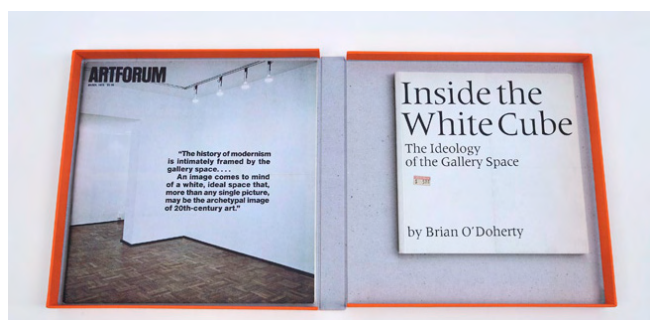 ARTFORUM
"The history of modernism
is intimately framed by the
gallery space. . . .
An image comes to mind
of a white, ideal space that,
more than any single picture,
may be the archetypal image
of 20th-century art."
Inside the
White Cube
The Ideology
of the Gallery Space
by Brian O'Doherty